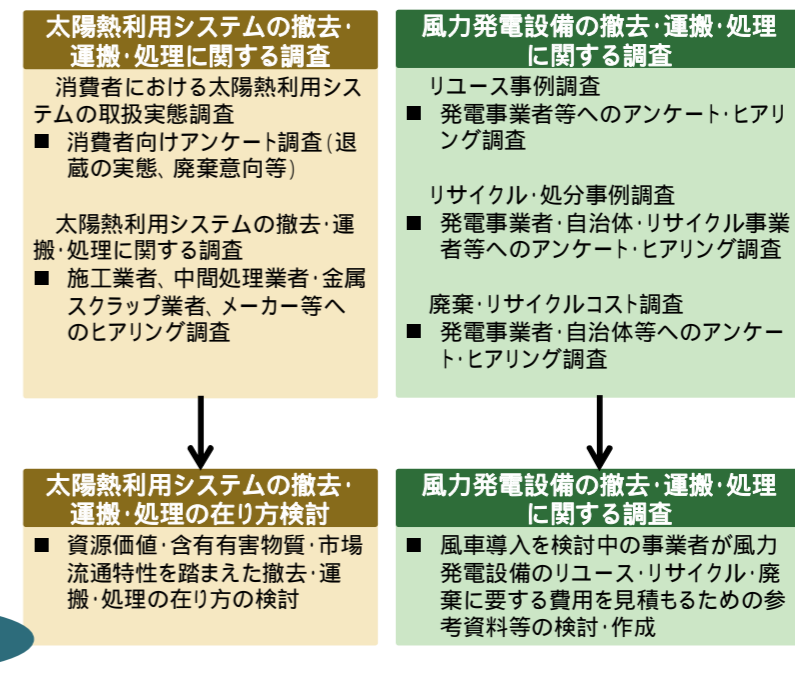 太陽熱利用システムの撤去･
運搬･処理に関する調査
消費者における太陽熱利用シス
テムの取扱実態調査
■ 消費者向けアンケート調査(退
蔵の実態、廃棄意向等)
太陽熱利用システムの撤去･運
搬･処理に関する調査
■ 施工業者、中間処理業者･金属
スクラップ業者、メーカー等へ
のヒアリング調査
太陽熱利用システムの撤去･
運搬･処理の在り方検討
■ 資源価値･含有有害物質･市場
流通特性を踏まえた撤去･運
搬･処理の在り方の検討
風力発電設備の撤去･運搬･処理
に関する調査
リユース事例調査
■ 発電事業者等へのアンケート･ヒアリ
ング調査
リサイクル･処分事例調査
■ 発電事業者･自治体･リサイクル事業
者等へのアンケート･ヒアリング調査
廃棄･リサイクルコスト調査
■ 発電事業者･自治体等へのアンケー
ト･ヒアリング調査
風力発電設備の撤去･運搬･処理
に関する調査
■ 風車導入を検討中の事業者が風力
発電設備のリユース･リサイクル･廃
棄に要する費用を見積もるための参
考資料等の検討･作成